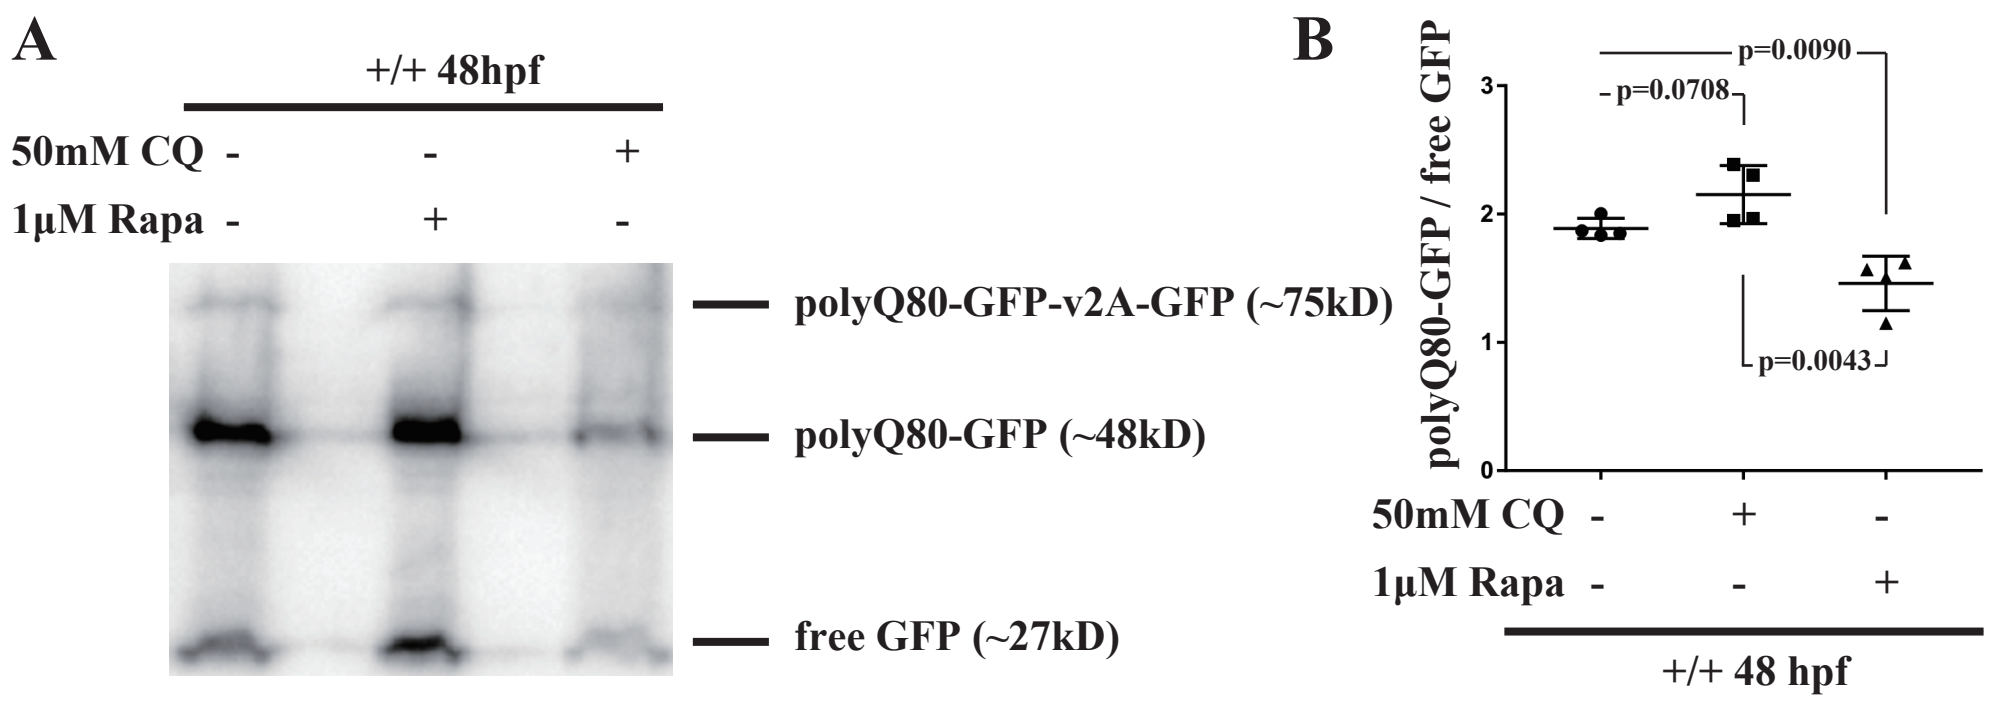 A
+/+ 48hpf
50mM CQ - - +
1μM Rapa - + -
polyQ80-GFP-v2A-GFP (~75kD)
polyQ80-GFP (~48kD)
free GFP (~27kD)
B
polyQ80-GFP / free GFP
p=0.0090
3
p=0.0708
2
1
p=0.0043
0
50mM CQ - + -
1μM Rapa - - +
+/+ 48 hpf